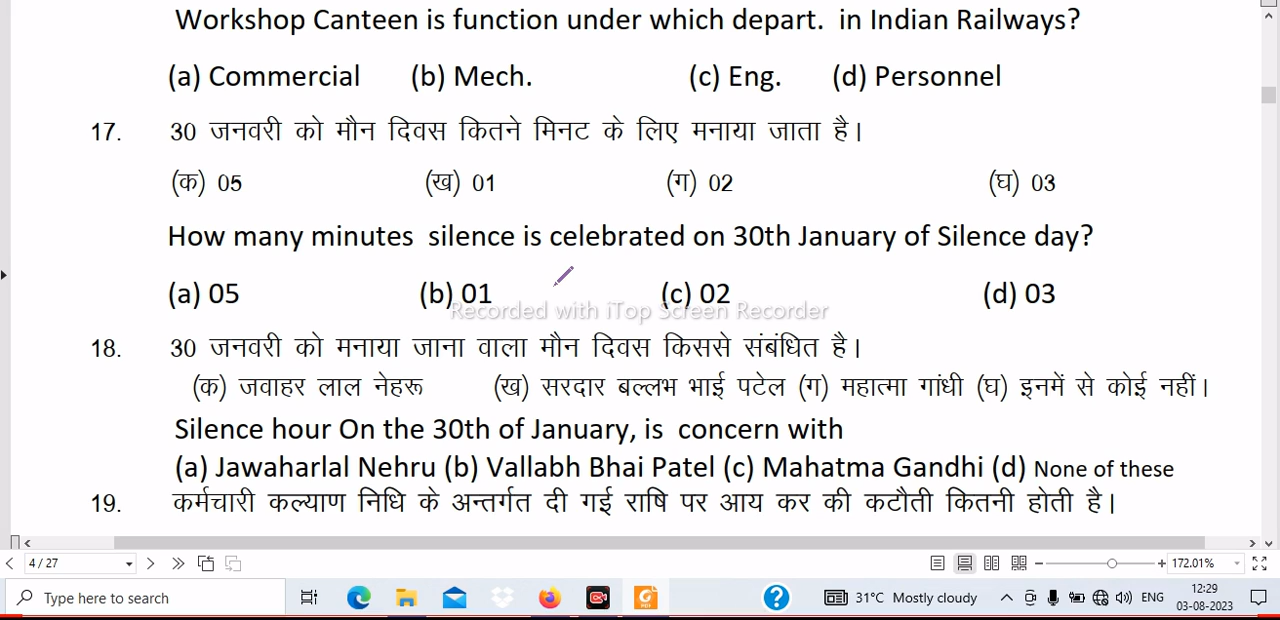 Workshop Canteen is function under which depart. in Indian Railways?
(a) Commercial (b) Mech. (c) Eng. (d) Personnel
17. 30 जनवरी को मौन दिवस कितने मिनट के लिए मनाया जाता है।
(क) 05 (ख) 01 (ग) 02 (घ) 03
How many minutes silence is celebrated on 30th January of Silence day?
(a) 05 (b) 01 (c) 02 (d) 03
Recorded with iTop Screen Recorder
18. 30 जनवरी को मनाया जाना वाला मौन दिवस किससे संबंधित है।
(क) जवाहर लाल नेहरू (ख) सरदार बल्लभ भाई पटेल (ग) महात्मा गांधी (घ) इनमें से कोई नहीं।
Silence hour On the 30th of January, is concern with
(a) Jawaharlal Nehru (b) Vallabh Bhai Patel (c) Mahatma Gandhi (d) None of these
19. कर्मचारी कल्याण निधि के अन्तर्गत दी गई राषि पर आय कर की कटौती कितनी होती है।
4 / 27 172.01%
Type here to search 31°C Mostly cloudy ENG 12:29
03-08-2023